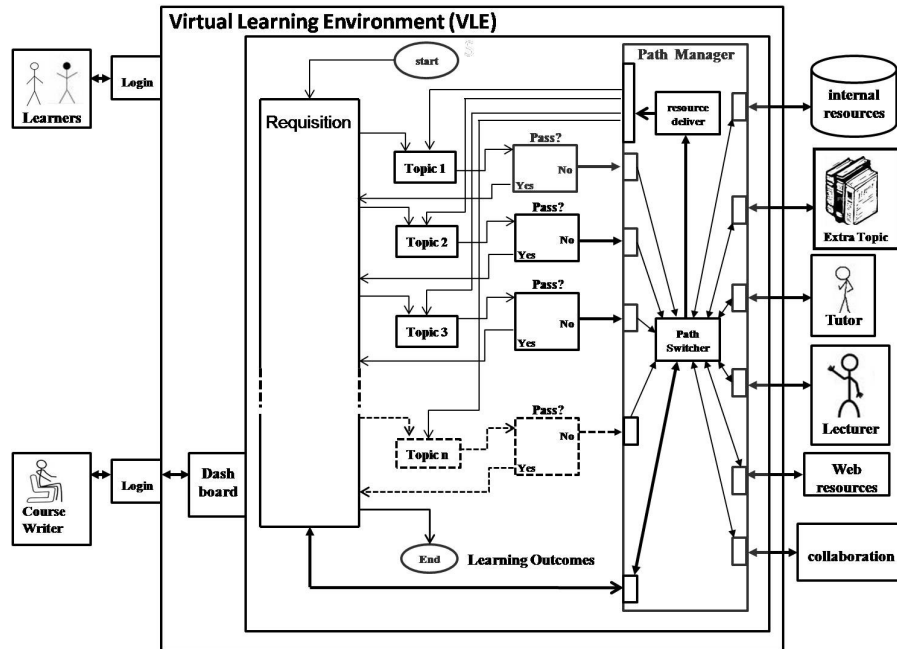 Virtual Learning Environment (VLE)
start
Path Manager
Learners
Login
Requisition
resource
deliver
internal
resources
Topic 1
Pass?
No
Yes
Extra Topic
Topic 2
Pass?
No
Yes
Tutor
Topic 3
Pass?
No
Yes
Path
Switcher
Lecturer
Topic n
Pass?
No
Yes
Course
Writer
Login
Dash
board
Web
resources
End
Learning Outcomes
collaboration